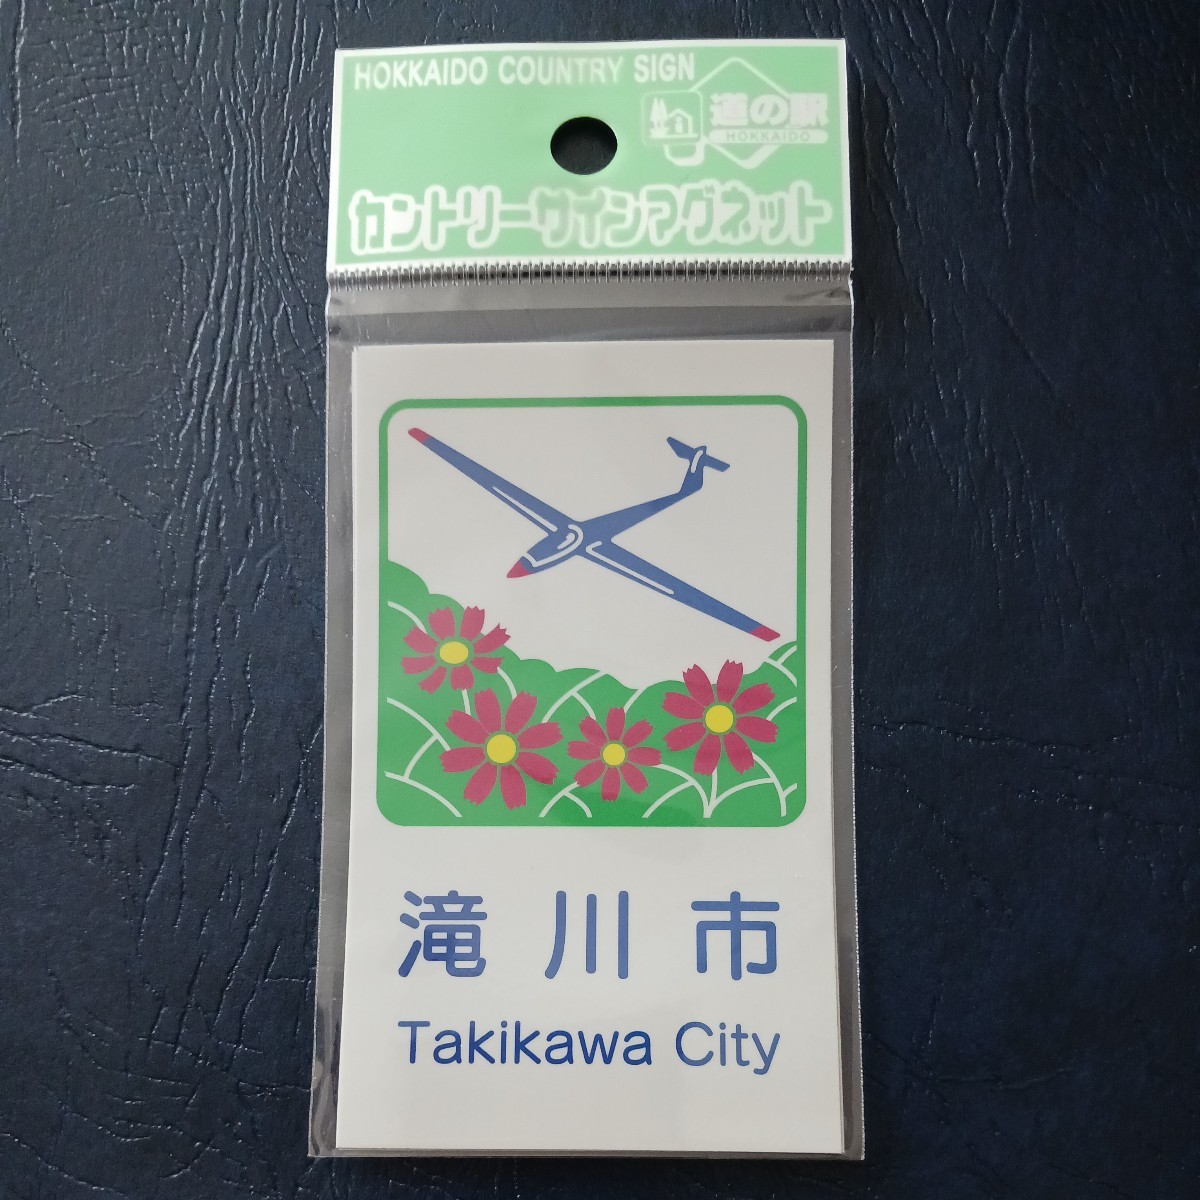 HOKKAIDO COUNTRY SIGN
道の駅
HOKKAIDO
カントリーサインマグネット
滝川市
Takikawa City